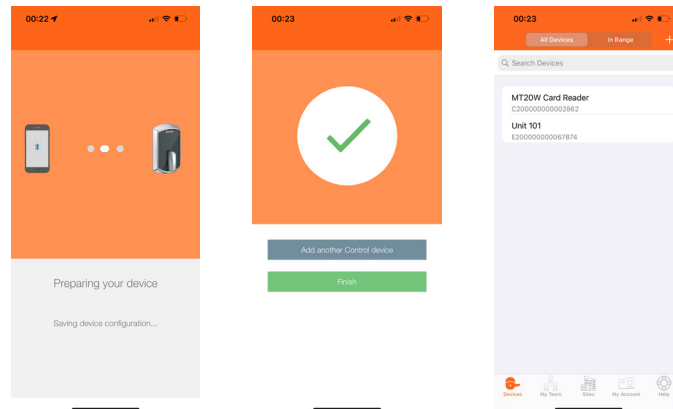 00:22
Preparing your device
Saving device configuration...
00:23
Add another Control device
Finish
00:23
All Devices
In Range
Search Devices
MT20W Card Reader
C200000000002862
Unit 101
E200000000067B74
Devices
My Team
Sites
My Account
Help